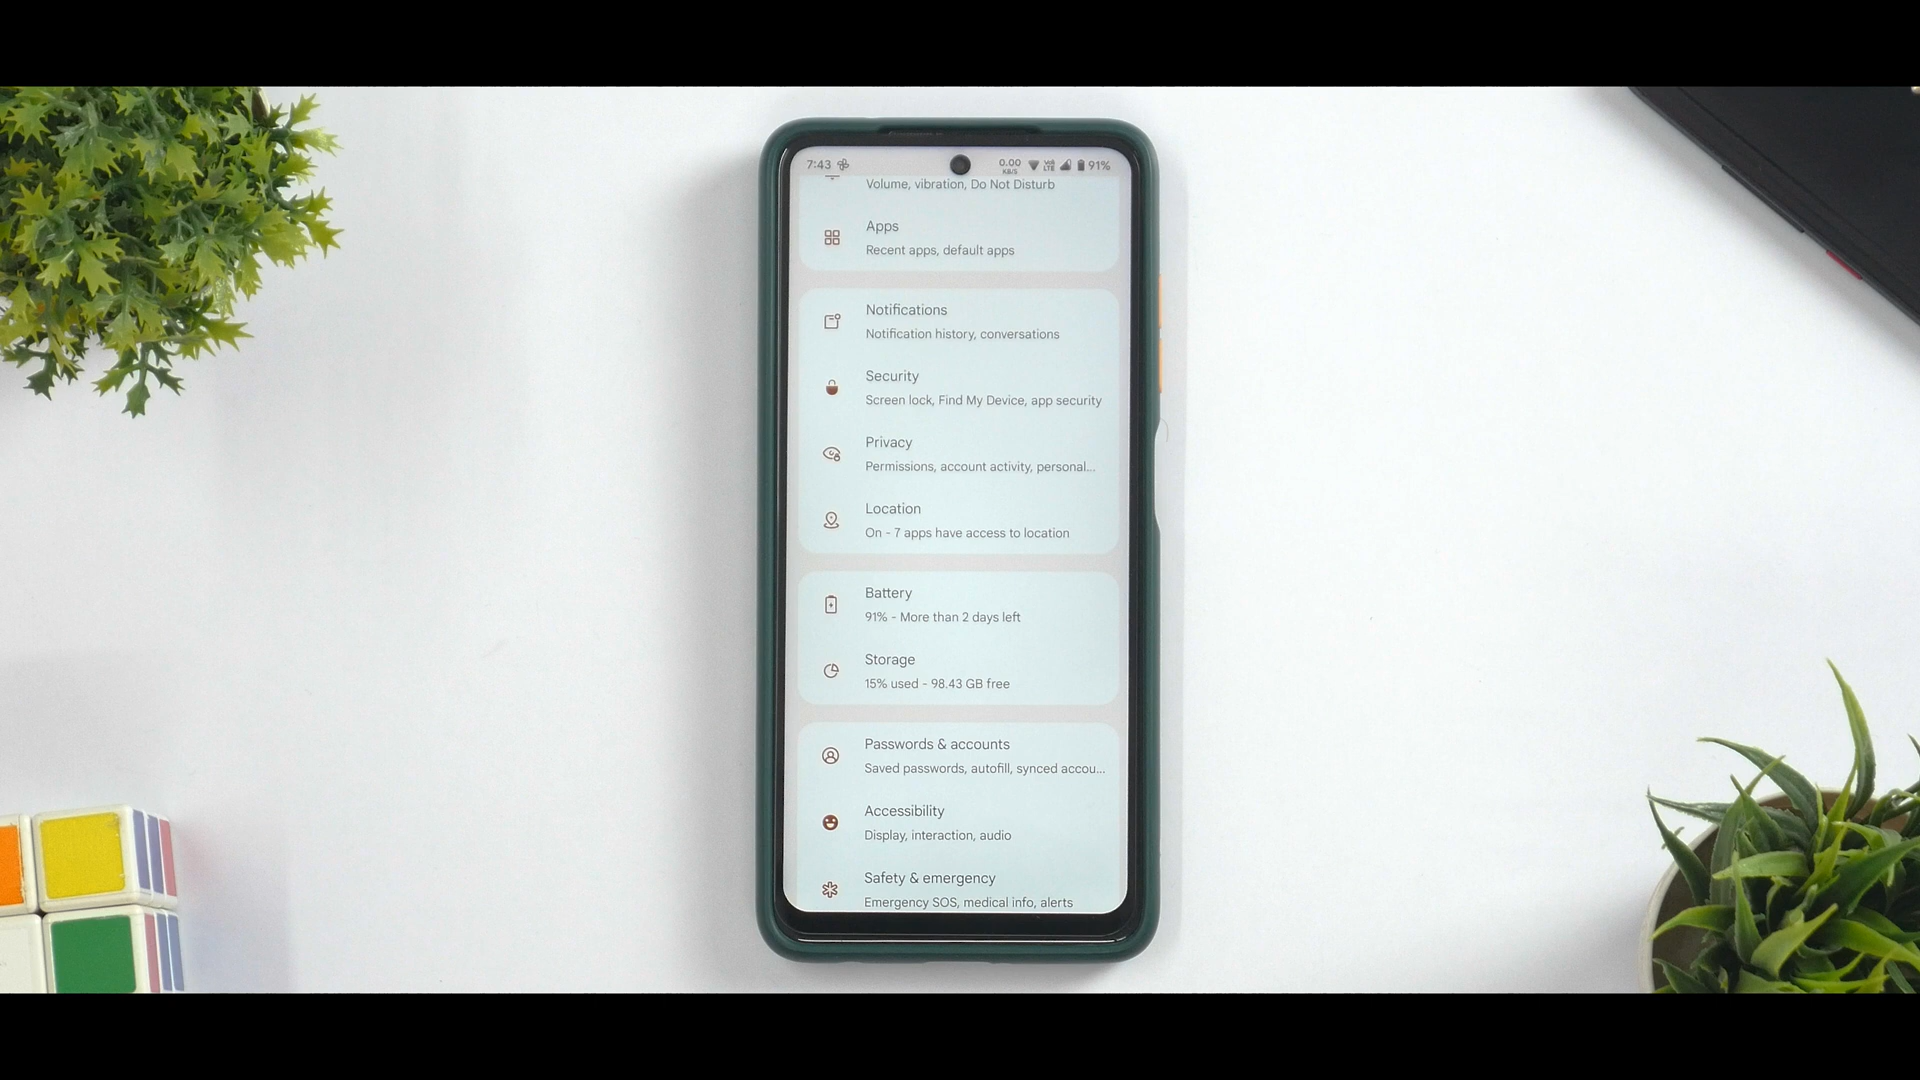 7:43 0.00 KB/S Vo LTE 91%
Volume, vibration, Do Not Disturb
Apps
Recent apps, default apps
Notifications
Notification history, conversations
Security
Screen lock, Find My Device, app security
Privacy
Permissions, account activity, personal...
Location
On - 7 apps have access to location
Battery
91% - More than 2 days left
Storage
15% used - 98.43 GB free
Passwords & accounts
Saved passwords, autofill, synced accou...
Accessibility
Display, interaction, audio
Safety & emergency
Emergency SOS, medical info, alerts